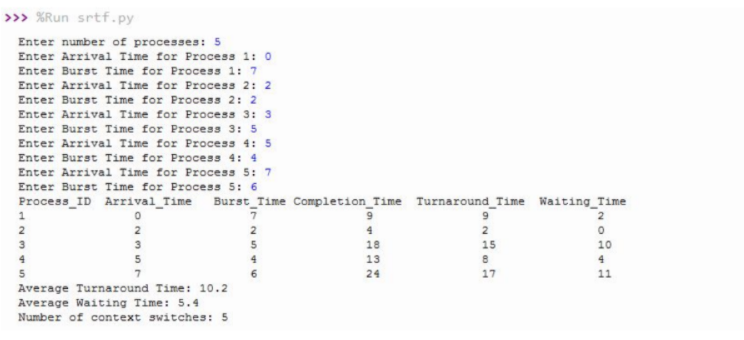 >>> %Run srtf.py
Enter number of processes: 5
Enter Arrival Time for Process 1: 0
Enter Burst Time for Process 1: 7
Enter Arrival Time for Process 2: 2
Enter Burst Time for Process 2: 2
Enter Arrival Time for Process 3: 3
Enter Burst Time for Process 3: 5
Enter Arrival Time for Process 4: 5
Enter Burst Time for Process 4: 4
Enter Arrival Time for Process 5: 7
Enter Burst Time for Process 5: 6
Process_ID Arrival_Time Burst_Time Completion_Time Turnaround_Time Waiting_Time
1 0 7 9 9 2
2 2 2 4 2 0
3 3 5 18 15 10
4 5 4 13 8 4
5 7 6 24 17 11
Average Turnaround Time: 10.2
Average Waiting Time: 5.4
Number of context switches: 5